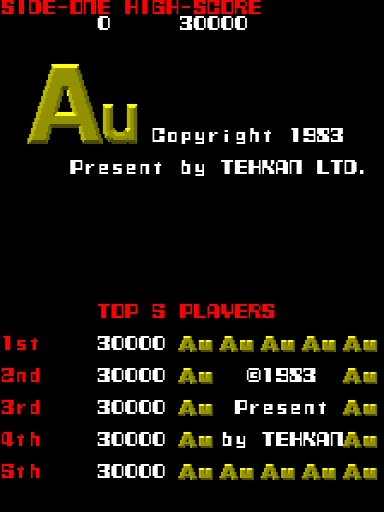 SIDE-ONE HIGH-SCORE
0 30000
Au Copyright 1983
Present by TEHKAN LTD.
TOP 5 PLAYERS
1st 30000 Au Au Au Au Au
2nd 30000 Au ©1983 Au
3rd 30000 Au Present Au
4th 30000 Au by TEHKAN Au
5th 30000 Au Au Au Au Au